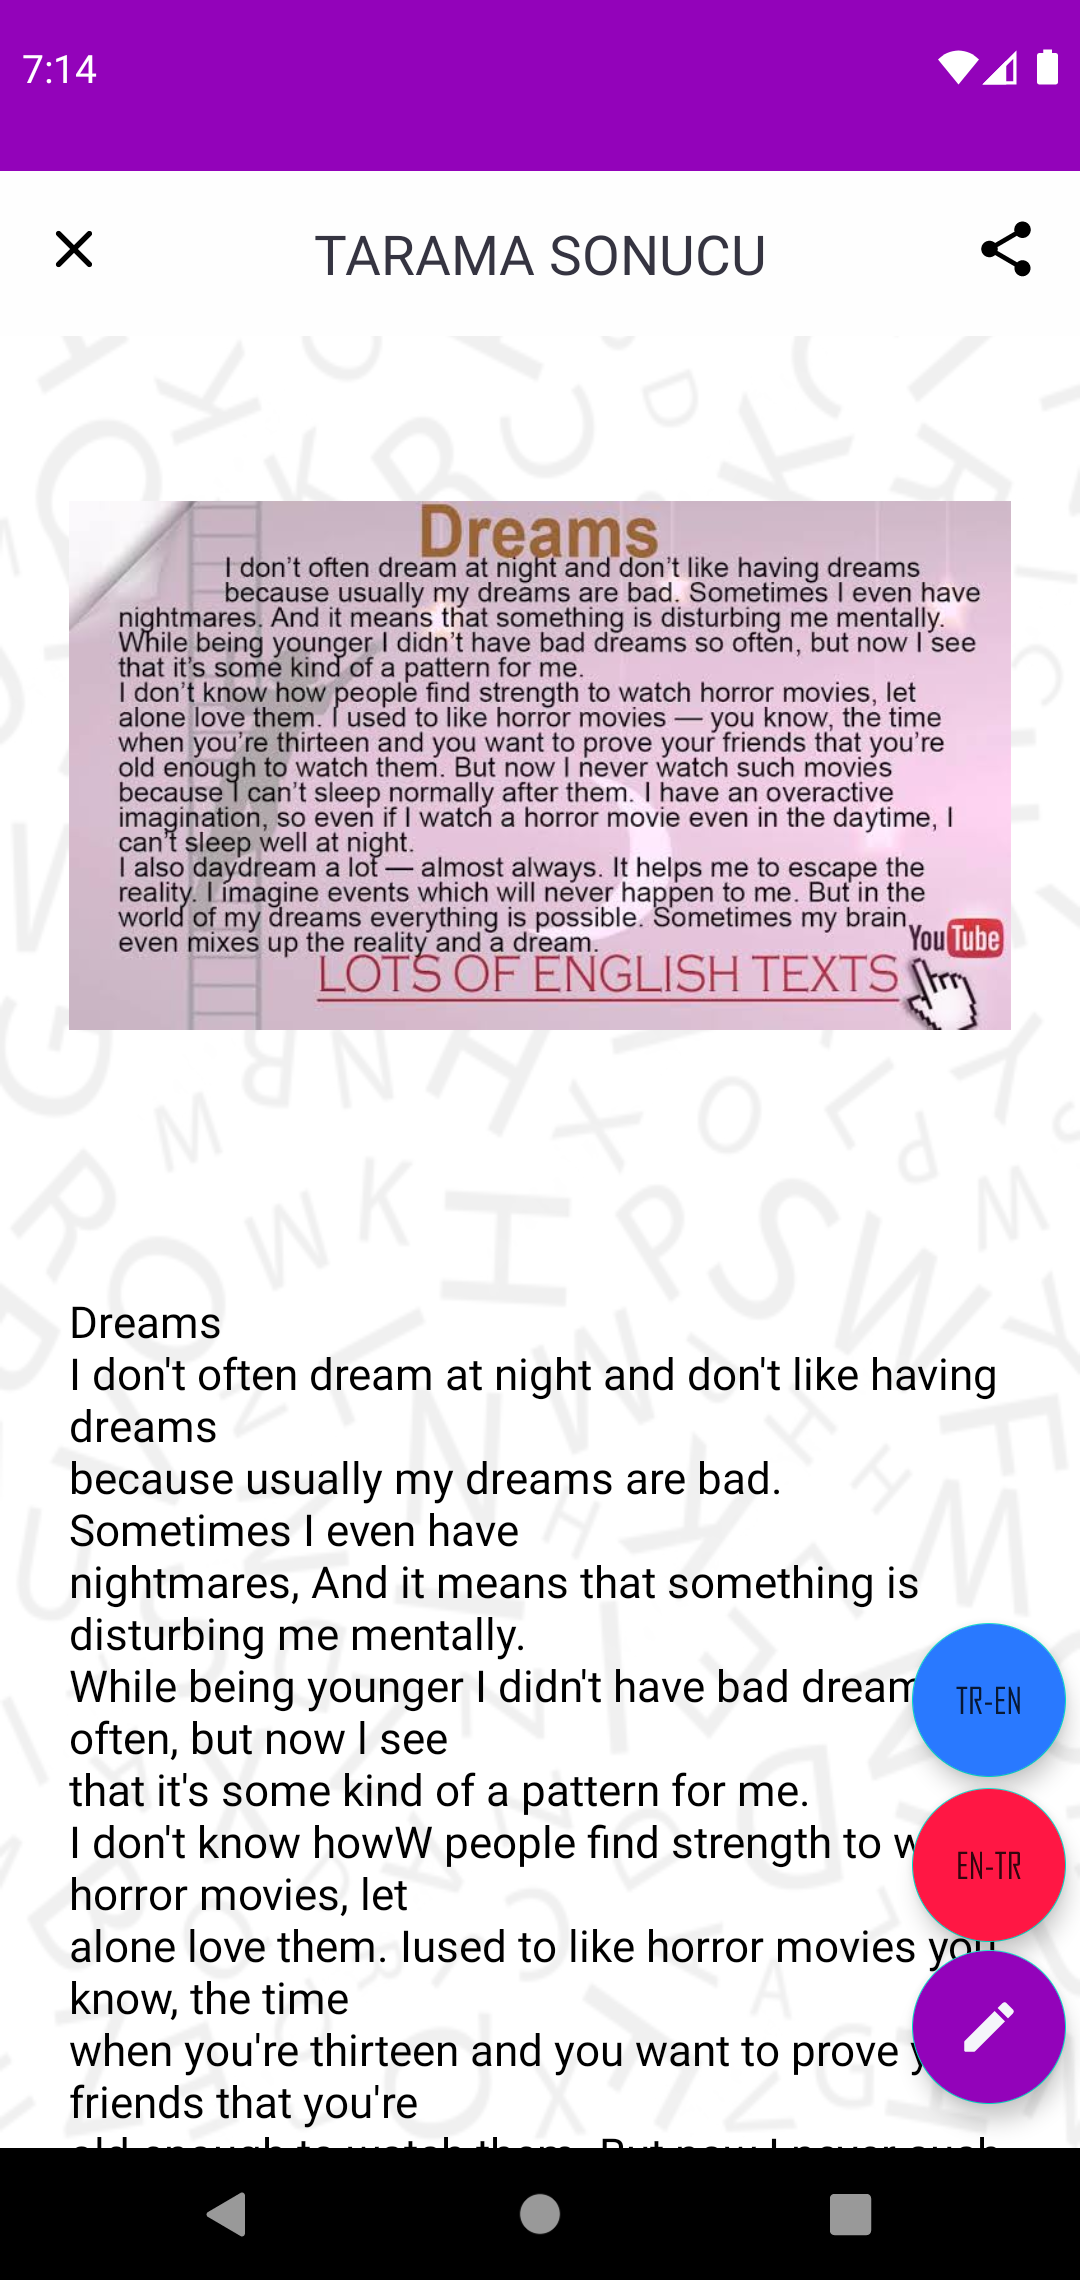 7:14
TARAMA SONUCU
Dreams
I don't often dream at night and don't like having dreams
because usually my dreams are bad. Sometimes I even have
nightmares. And it means that something is disturbing me mentally.
While being younger I didn't have bad dreams so often, but now I see
that it's some kind of a pattern for me.
I don't know how people find strength to watch horror movies, let
alone love them. I used to like horror movies — you know, the time
when you're thirteen and you want to prove your friends that you're
old enough to watch them. But now I never watch such movies
because I can't sleep normally after them. I have an overactive
imagination, so even if I watch a horror movie even in the daytime, I
can't sleep well at night.
I also daydream a lot — almost always. It helps me to escape the
reality. I imagine events which will never happen to me. But in the
world of my dreams everything is possible. Sometimes my brain
even mixes up the reality and a dream.
YouTube
LOTS OF ENGLISH TEXTS
Dreams
I don't often dream at night and don't like having
dreams
because usually my dreams are bad.
Sometimes I even have
nightmares, And it means that something is
disturbing me mentally.
While being younger I didn't have bad dream
often, but now I see
that it's some kind of a pattern for me.
I don't know howW people find strength to
horror movies, let
alone love them. Iused to like horror movies you
know, the time
when you're thirteen and you want to prove
friends that you're
old enough to watch them. But now I never such
TR-EN
EN-TR